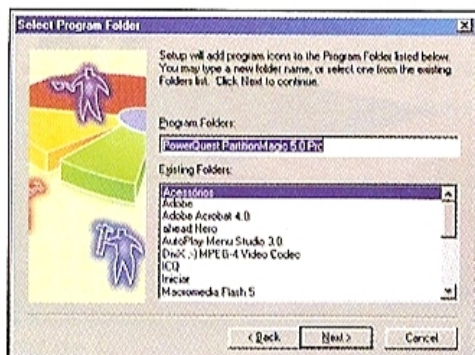 Select Program Folder
Setup will add program icons to the Program Folder listed below.
You may type a new folder name, or select one from the existing
Folders list. Click Next to continue.
Program Folders:
PowerQuest PartitionMagic 5.0 Pro
Existing Folders:
Acessórios
Adobe
Adobe Acrobat 4.0
ahead Nero
AutoPlay Menu Studio 3.0
DivX ;-) MPEG-4 Video Codec
ICQ
Iniciar
Macromedia Flash 5
< Back
Next >
Cancel